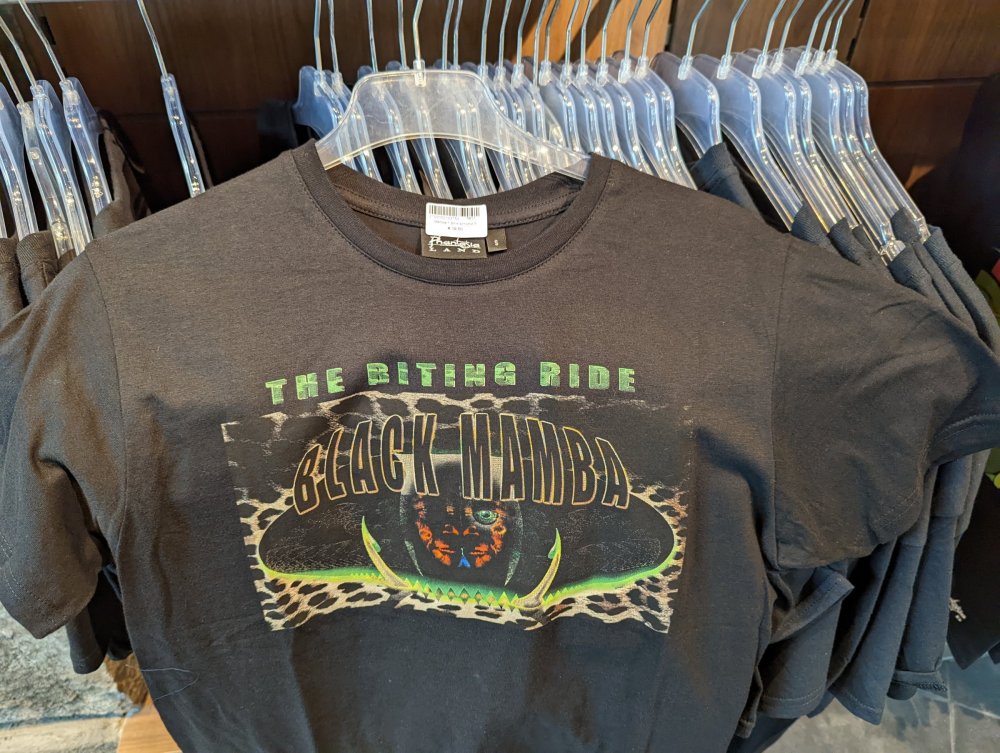 Phantasia
LAND
S
THE BITING RIDE
BLACK MAMBA